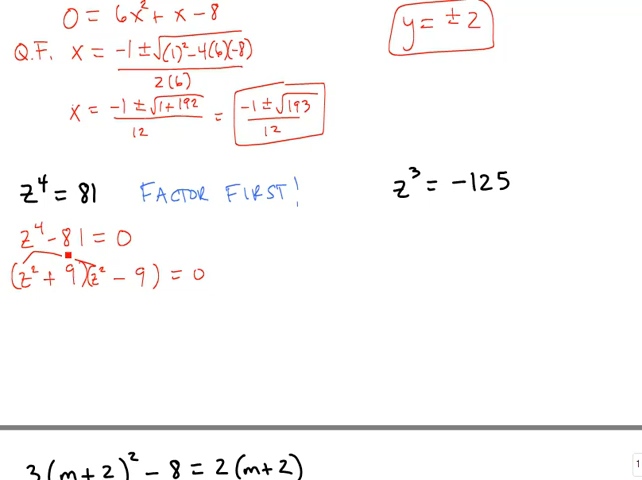 0 = 6x² + x - 8
Q.F. x = -1 ± √(1)² - 4(6)(-8) / 2(6)
x = -1 ± √1 + 192 / 12 = -1 ± √193 / 12
y = ± 2
z⁴ = 81 FACTOR FIRST!
z⁴ - 81 = 0
(z² + 9)(z² - 9) = 0
z³ = -125
3(m+2)² - 8 = 2(m+2)
1